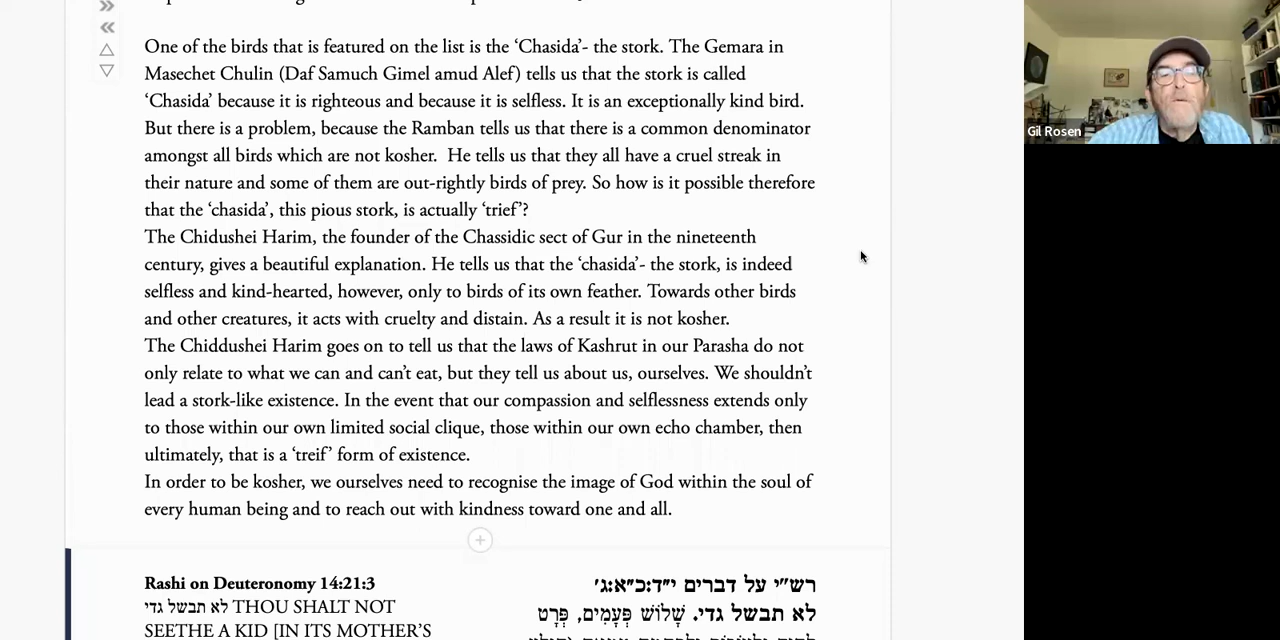 One of the birds that is featured on the list is the ‘Chasida’- the stork. The Gemara in
Masechet Chulin (Daf Samuch Gimel amud Alef) tells us that the stork is called
‘Chasida’ because it is righteous and because it is selfless. It is an exceptionally kind bird.
But there is a problem, because the Ramban tells us that there is a common denominator
amongst all birds which are not kosher.  He tells us that they all have a cruel streak in
their nature and some of them are out-rightly birds of prey. So how is it possible therefore
that the ‘chasida’, this pious stork, is actually ‘trief’?
The Chidushei Harim, the founder of the Chassidic sect of Gur in the nineteenth
century, gives a beautiful explanation. He tells us that the ‘chasida’- the stork, is indeed
selfless and kind-hearted, however, only to birds of its own feather. Towards other birds
and other creatures, it acts with cruelty and distain. As a result it is not kosher.
The Chiddushei Harim goes on to tell us that the laws of Kashrut in our Parasha do not
only relate to what we can and can’t eat, but they tell us about us, ourselves. We shouldn’t
lead a stork-like existence. In the event that our compassion and selflessness extends only
to those within our own limited social clique, those within our own echo chamber, then
ultimately, that is a ‘treif’ form of existence.
In order to be kosher, we ourselves need to recognise the image of God within the soul of
every human being and to reach out with kindness toward one and all.
Rashi on Deuteronomy 14:21:3
לא תבשל גדי THOU SHALT NOT
SEETHE A KID [IN ITS MOTHER’S
רש״י על דברים י״ד:כ״א:ג׳
לא תבשל גדי. שָׁלוֹשׁ פְּעָמִים, פְּרָט
Gil Rosen